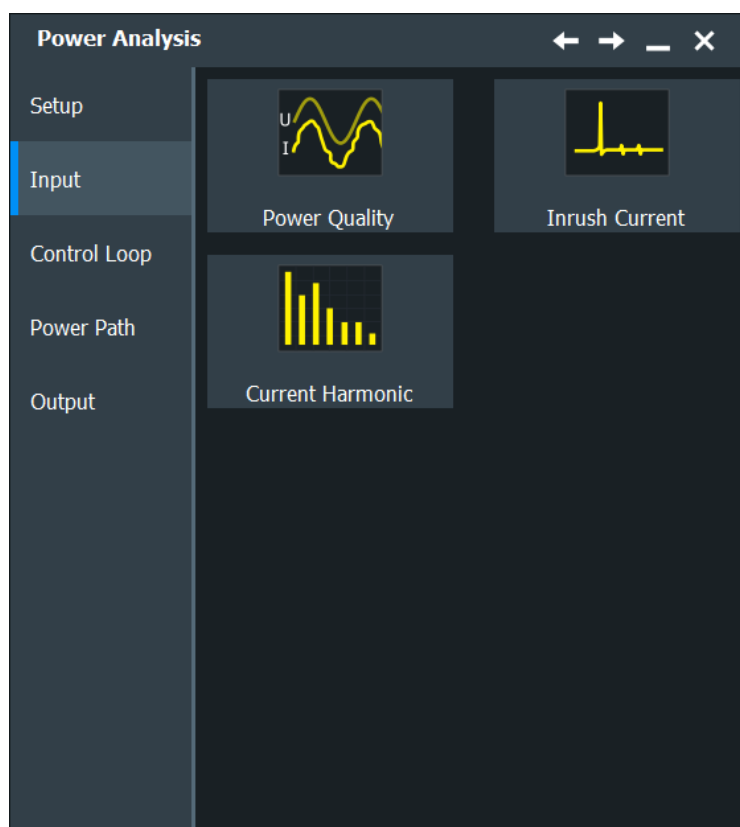 Power Analysis
Setup
Input
Control Loop
Power Path
Output
U
I
Power Quality
Inrush Current
Current Harmonic